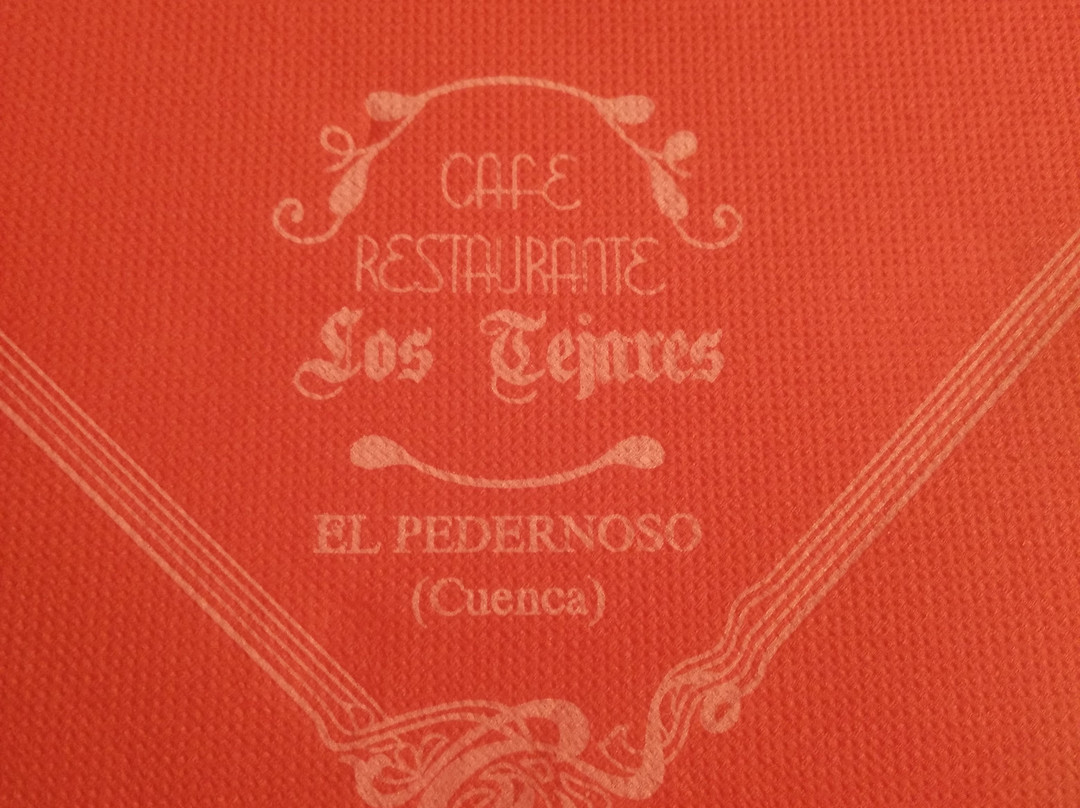 CAFE
RESTAURANTE
Los Tejares
EL PEDERNOSO
(Cuenca)